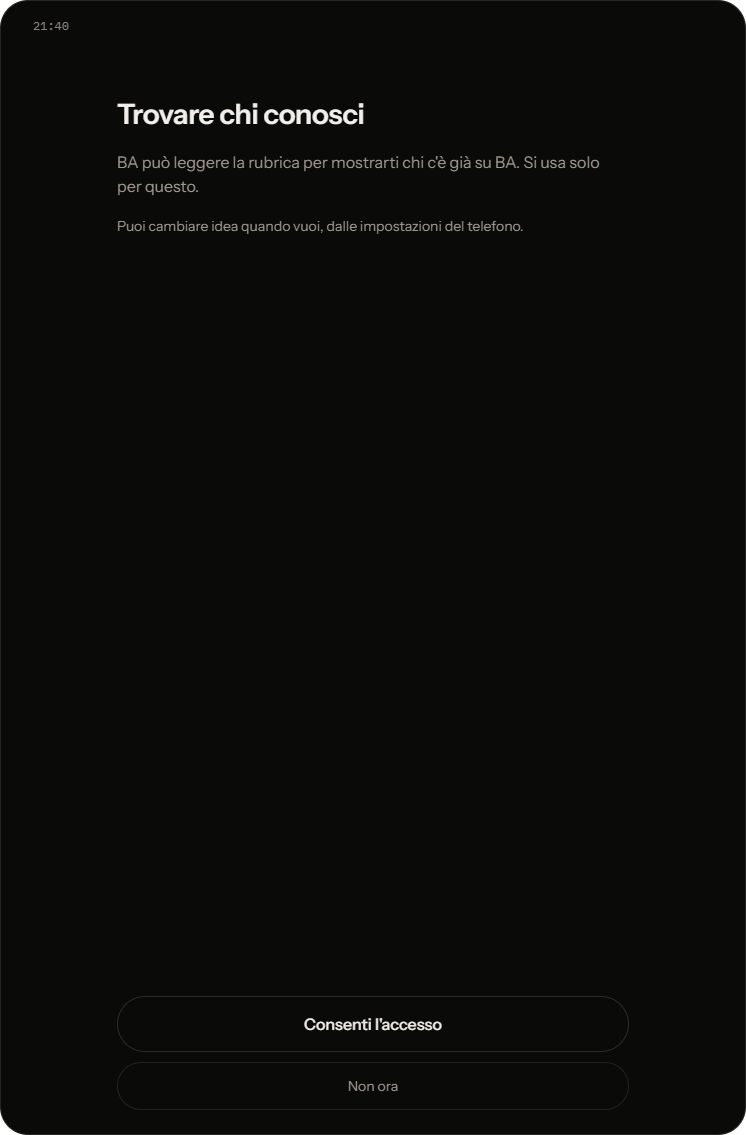 21:40
Trovare chi conosci
BA può leggere la rubrica per mostrarti chi c'è già su BA. Si usa solo
per questo.
Puoi cambiare idea quando vuoi, dalle impostazioni del telefono.
Consenti l'accesso
Non ora